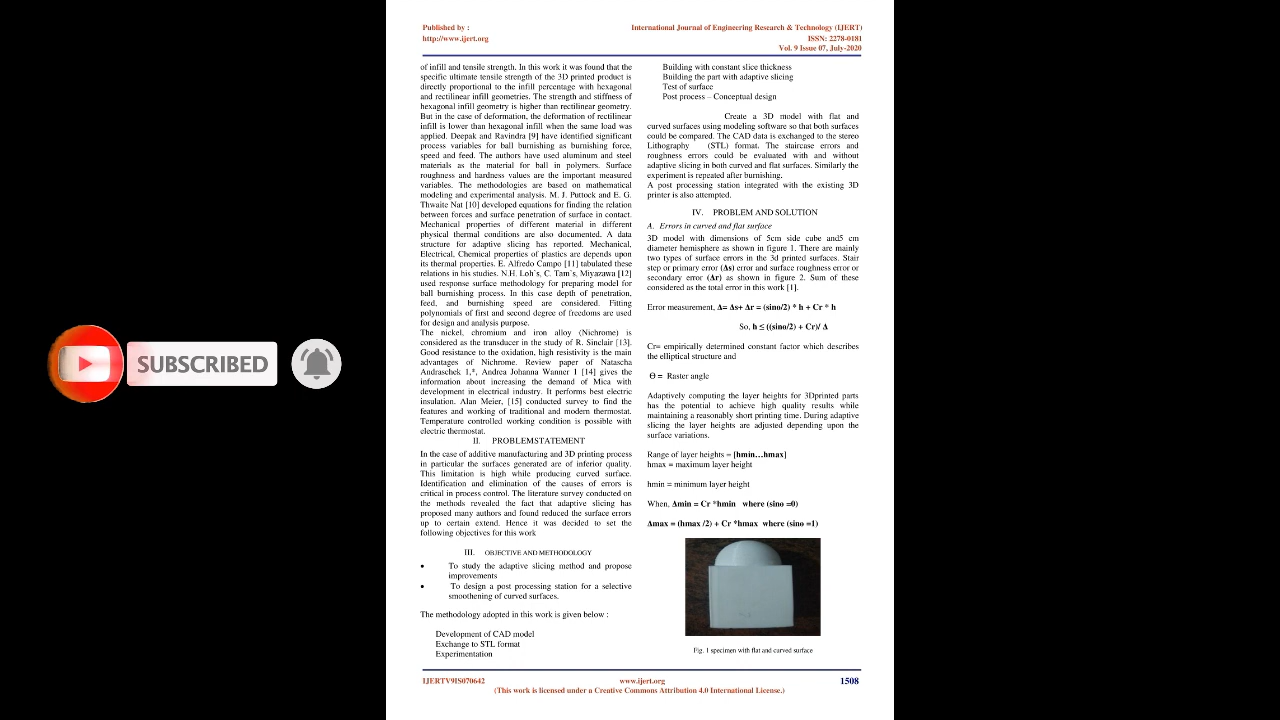 Published by :
http://www.ijert.org
International Journal of Engineering Research & Technology (IJERT)
ISSN: 2278-0181
Vol. 9 Issue 07, July-2020
of infill and tensile strength. In this work it was found that the
specific ultimate tensile strength of the 3D printed product is
directly proportional to the infill percentage with hexagonal
and rectilinear infill geometries. The strength and stiffness of
hexagonal infill geometry is higher than rectilinear geometry.
But in the case of deformation, the deformation of rectilinear
infill is lower than hexagonal infill when the same load was
applied. Deepak and Ravindra [9] have identified significant
process variables for ball burnishing as burnishing force,
speed and feed. The authors have used aluminum and steel
materials as the material for ball in polymers. Surface
roughness and hardness values are the important measured
variables. The methodologies are based on mathematical
modeling and experimental analysis. M. J. Puttock and E. G.
Thwaite Nat [10] developed equations for finding the relation
between forces and surface penetration of surface in contact.
Mechanical properties of different material in different
physical thermal conditions are also documented. A data
structure for adaptive slicing has reported. Mechanical,
Electrical, Chemical properties of plastics are depends upon
its thermal properties. E. Alfredo Campo [11] tabulated these
relations in his studies. N.H. Loh`s, C. Tam`s, Miyazawa [12]
used response surface methodology for preparing model for
ball burnishing process. In this case depth of penetration,
feed, and burnishing speed are considered. Fitting
polynomials of first and second degree of freedoms are used
for design and analysis purpose.
The nickel, chromium and iron alloy (Nichrome) is
considered as the transducer in the study of R. Sinclair [13].
Good resistance to the oxidation, high resistivity is the main
advantages of Nichrome. Review paper of Natascha
Andraschek 1,*, Andrea Johanna Wanner 1 [14] gives the
information about increasing the demand of Mica with
development in electrical industry. It performs best electric
insulation. Alan Meier, [15] conducted survey to find the
features and working of traditional and modern thermostat.
Temperature controlled working condition is possible with
electric thermostat.
II. PROBLEMSTATEMENT
In the case of additive manufacturing and 3D printing process
in particular the surfaces generated are of inferior quality.
This limitation is high while producing curved surface.
Identification and elimination of the causes of errors is
critical in process control. The literature survey conducted on
the methods revealed the fact that adaptive slicing has
proposed many authors and found reduced the surface errors
up to certain extend. Hence it was decided to set the
following objectives for this work
III. OBJECTIVE AND METHODOLOGY
• To study the adaptive slicing method and propose
improvements
• To design a post processing station for a selective
smoothening of curved surfaces.
The methodology adopted in this work is given below :
Development of CAD model
Exchange to STL format
Experimentation
Building with constant slice thickness
Building the part with adaptive slicing
Test of surface
Post process – Conceptual design
Create a 3D model with flat and
curved surfaces using modeling software so that both surfaces
could be compared. The CAD data is exchanged to the stereo
Lithography (STL) format. The staircase errors and
roughness errors could be evaluated with and without
adaptive slicing in both curved and flat surfaces. Similarly the
experiment is repeated after burnishing.
A post processing station integrated with the existing 3D
printer is also attempted.
IV. PROBLEM AND SOLUTION
A. Errors in curved and flat surface
3D model with dimensions of 5cm side cube and5 cm
diameter hemisphere as shown in figure 1. There are mainly
two types of surface errors in the 3d printed surfaces. Stair
step or primary error (Δs) error and surface roughness error or
secondary error (Δr) as shown in figure 2. Sum of these
considered as the total error in this work [1].
Error measurement, Δ= Δs+ Δr = (sinѳ/2) * h + Cr * h
So, h ≤ ((sinѳ/2) + Cr)/ Δ
Cr= empirically determined constant factor which describes
the elliptical structure and
Ѳ = Raster angle
Adaptively computing the layer heights for 3Dprinted parts
has the potential to achieve high quality results while
maintaining a reasonably short printing time. During adaptive
slicing the layer heights are adjusted depending upon the
surface variations.
Range of layer heights = [hmin…hmax]
hmax = maximum layer height
hmin = minimum layer height
When, Δmin = Cr *hmin where (sinѳ =0)
Δmax = (hmax /2) + Cr *hmax where (sinѳ =1)
Fig. 1 specimen with flat and curved surface
SUBSCRIBED
IJERTV9IS070642
www.ijert.org
1508
(This work is licensed under a Creative Commons Attribution 4.0 International License.)